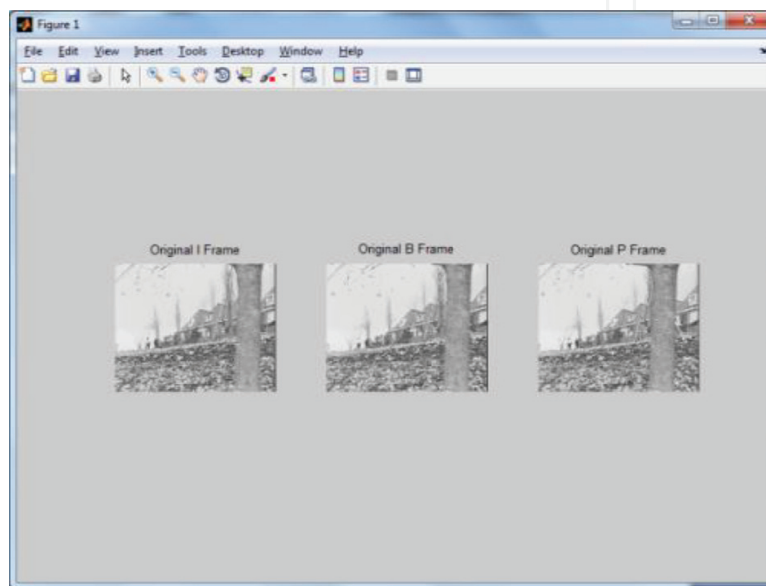 Figure 1
File Edit View Insert Tools Desktop Window Help
Original I Frame Original B Frame Original P Frame